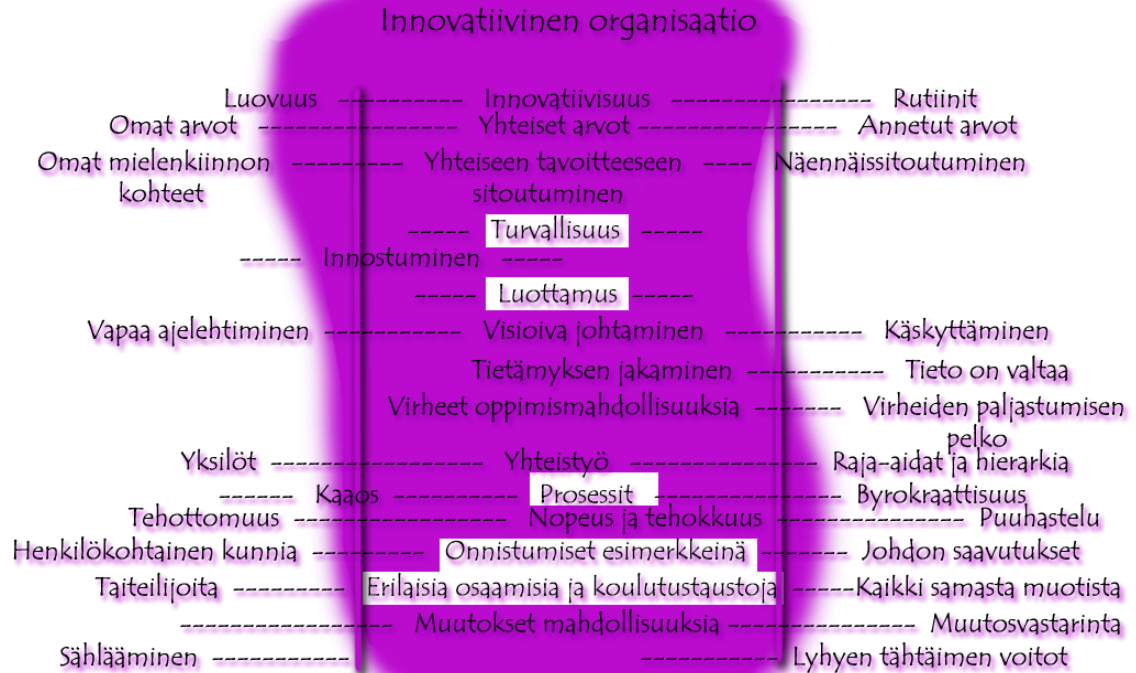 Innovatiivinen organisaatio
Luovuus ---------- Innovatiivisuus ---------------- Rutiinit
Omat arvot ---------------- Yhteiset arvot ---------------- Annetut arvot
Omat mielenkiinnon --------- Yhteiseen tavoitteeseen ---- Näennäissitoutuminen
kohteet sitoutuminen
----- Turvallisuus -----
----- Innostuminen -----
----- Luottamus -----
Vapaa ajelehtiminen ----------- Visioiva johtaminen ----------- Käskyttäminen
Tietämyksen jakaminen ----------- Tieto on valtaa
Virheet oppimismahdollisuuksia ------- Virheiden paljastumisen
pelko
Yksilöt ----------------- Yhteistyö --------------- Raja-aidat ja hierarkia
------ Kaaos ---------- Prosessit --------------- Byrokraattisuus
Tehottomuus ----------------- Nopeus ja tehokkuus --------------- Puuhastelu
Henkilökohtainen kunnia --------- Onnistumiset esimerkkeinä ------- Johdon saavutukset
Taiteilijoita --------- Erilaisia osaamisia ja koulutustaustoja -----Kaikki samasta muotista
----------------- Muutokset mahdollisuuksia --------------- Muutosvastarinta
Sählääminen ----------- ----------- Lyhyen tähtäimen voitot